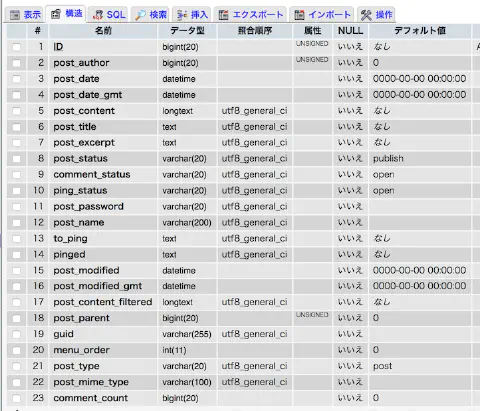 表示 構造 SQL 検索 挿入 エクスポート インポート 操作
# 名前 データ型 照合順序 属性 NULL デフォルト値
1 ID bigint(20) UNSIGNED いいえ なし A
2 post_author bigint(20) UNSIGNED いいえ 0
3 post_date datetime いいえ 0000-00-00 00:00:00
4 post_date_gmt datetime いいえ 0000-00-00 00:00:00
5 post_content longtext utf8_general_ci いいえ なし
6 post_title text utf8_general_ci いいえ なし
7 post_excerpt text utf8_general_ci いいえ なし
8 post_status varchar(20) utf8_general_ci いいえ publish
9 comment_status varchar(20) utf8_general_ci いいえ open
10 ping_status varchar(20) utf8_general_ci いいえ open
11 post_password varchar(20) utf8_general_ci いいえ
12 post_name varchar(200) utf8_general_ci いいえ
13 to_ping text utf8_general_ci いいえ なし
14 pinged text utf8_general_ci いいえ なし
15 post_modified datetime いいえ 0000-00-00 00:00:00
16 post_modified_gmt datetime いいえ 0000-00-00 00:00:00
17 post_content_filtered longtext utf8_general_ci いいえ なし
18 post_parent bigint(20) UNSIGNED いいえ 0
19 guid varchar(255) utf8_general_ci いいえ
20 menu_order int(11) いいえ 0
21 post_type varchar(20) utf8_general_ci いいえ post
22 post_mime_type varchar(100) utf8_general_ci いいえ
23 comment_count bigint(20) いいえ 0